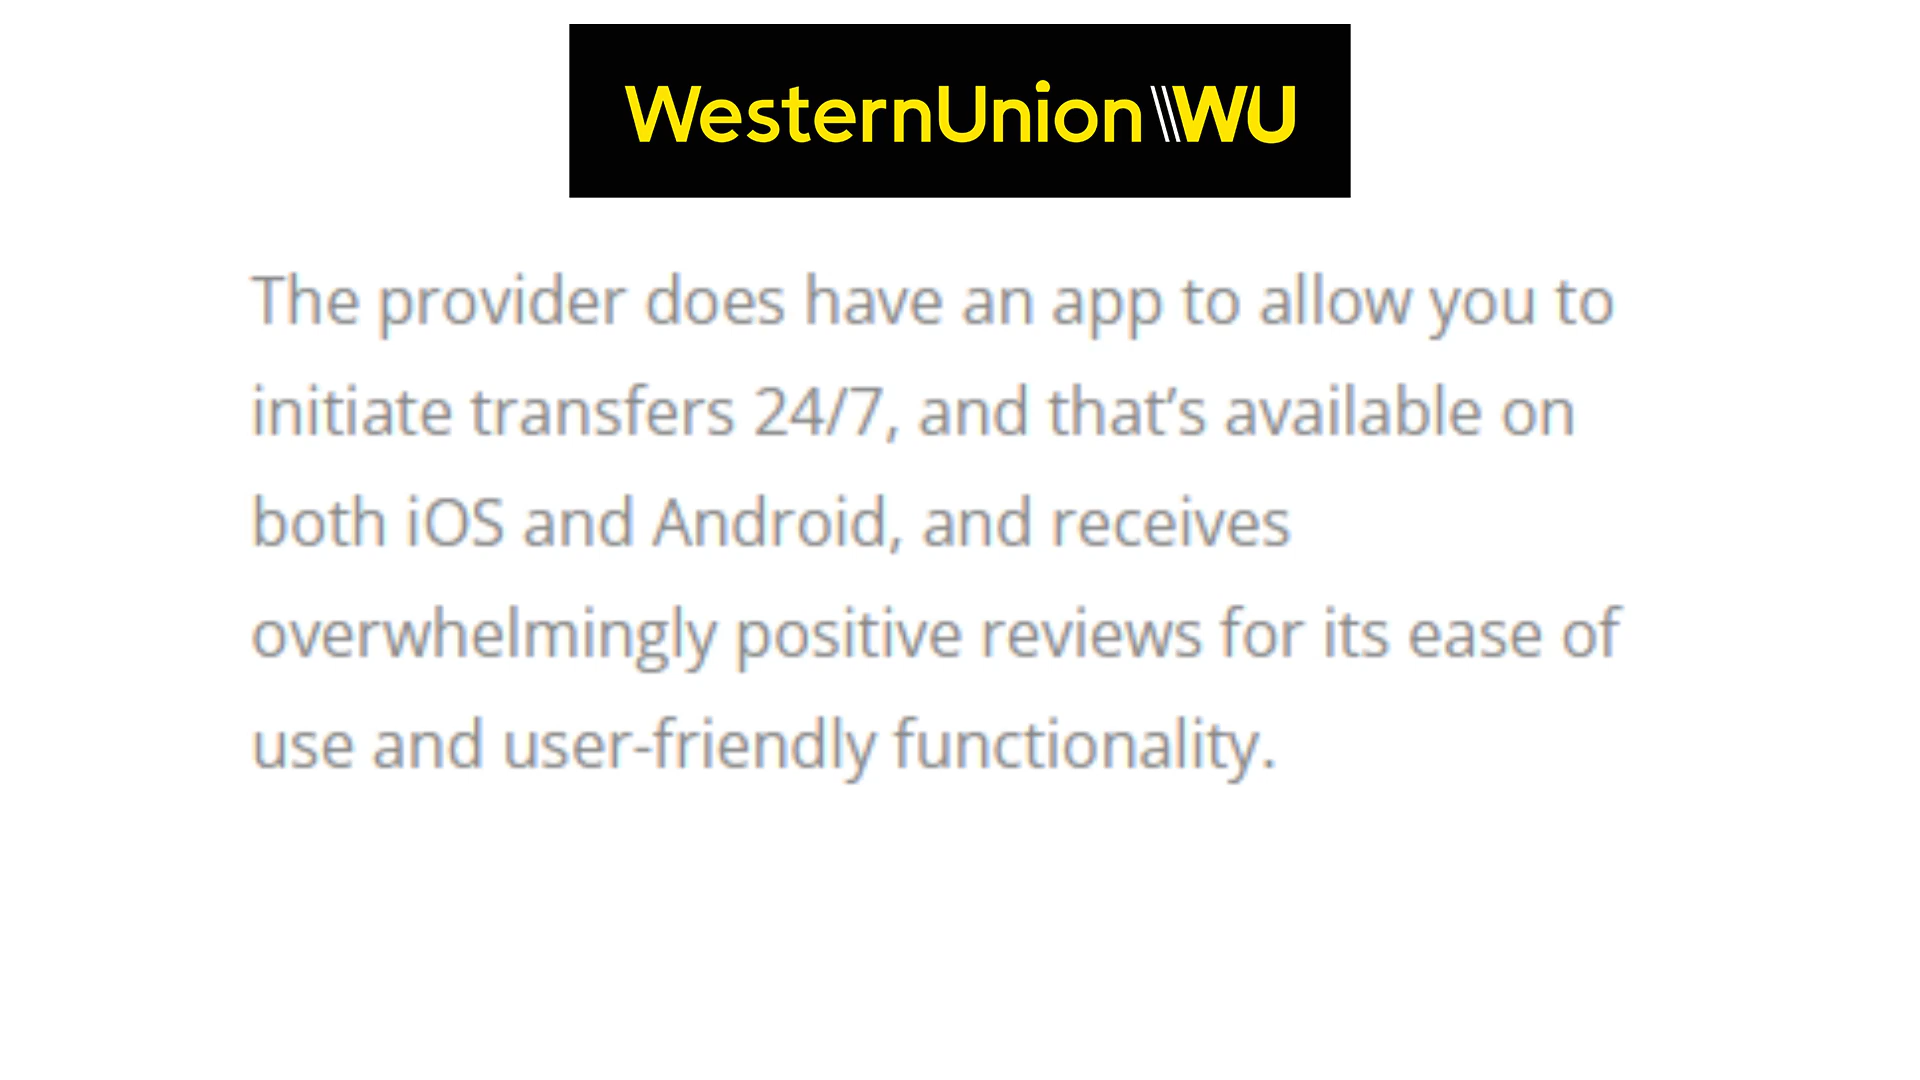 WesternUnion WU
The provider does have an app to allow you to
initiate transfers 24/7, and that’s available on
both iOS and Android, and receives
overwhelmingly positive reviews for its ease of
use and user-friendly functionality.